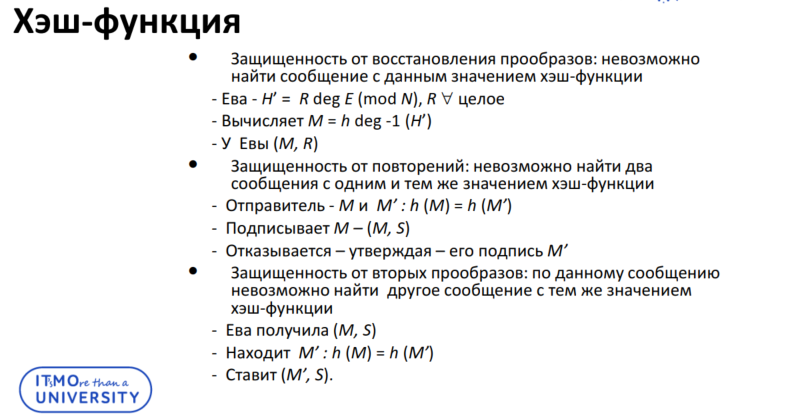 Хэш-функция
• Защищенность от восстановления прообразов: невозможно
найти сообщение с данным значением хэш-функции
- Ева - H' = R deg E (mod N), R ∀ целое
- Вычисляет M = h deg -1 (H')
- У Евы (M, R)
• Защищенность от повторений: невозможно найти два
сообщения с одним и тем же значением хэш-функции
- Отправитель - M и M' : h (M) = h (M')
- Подписывает M – (M, S)
- Отказывается – утверждая – его подпись M'
• Защищенность от вторых прообразов: по данному сообщению
невозможно найти другое сообщение с тем же значением
хэш-функции
- Ева получила (M, S)
- Находит M' : h (M) = h (M')
- Ставит (M', S).
ITsMOre than a
UNIVERSITY